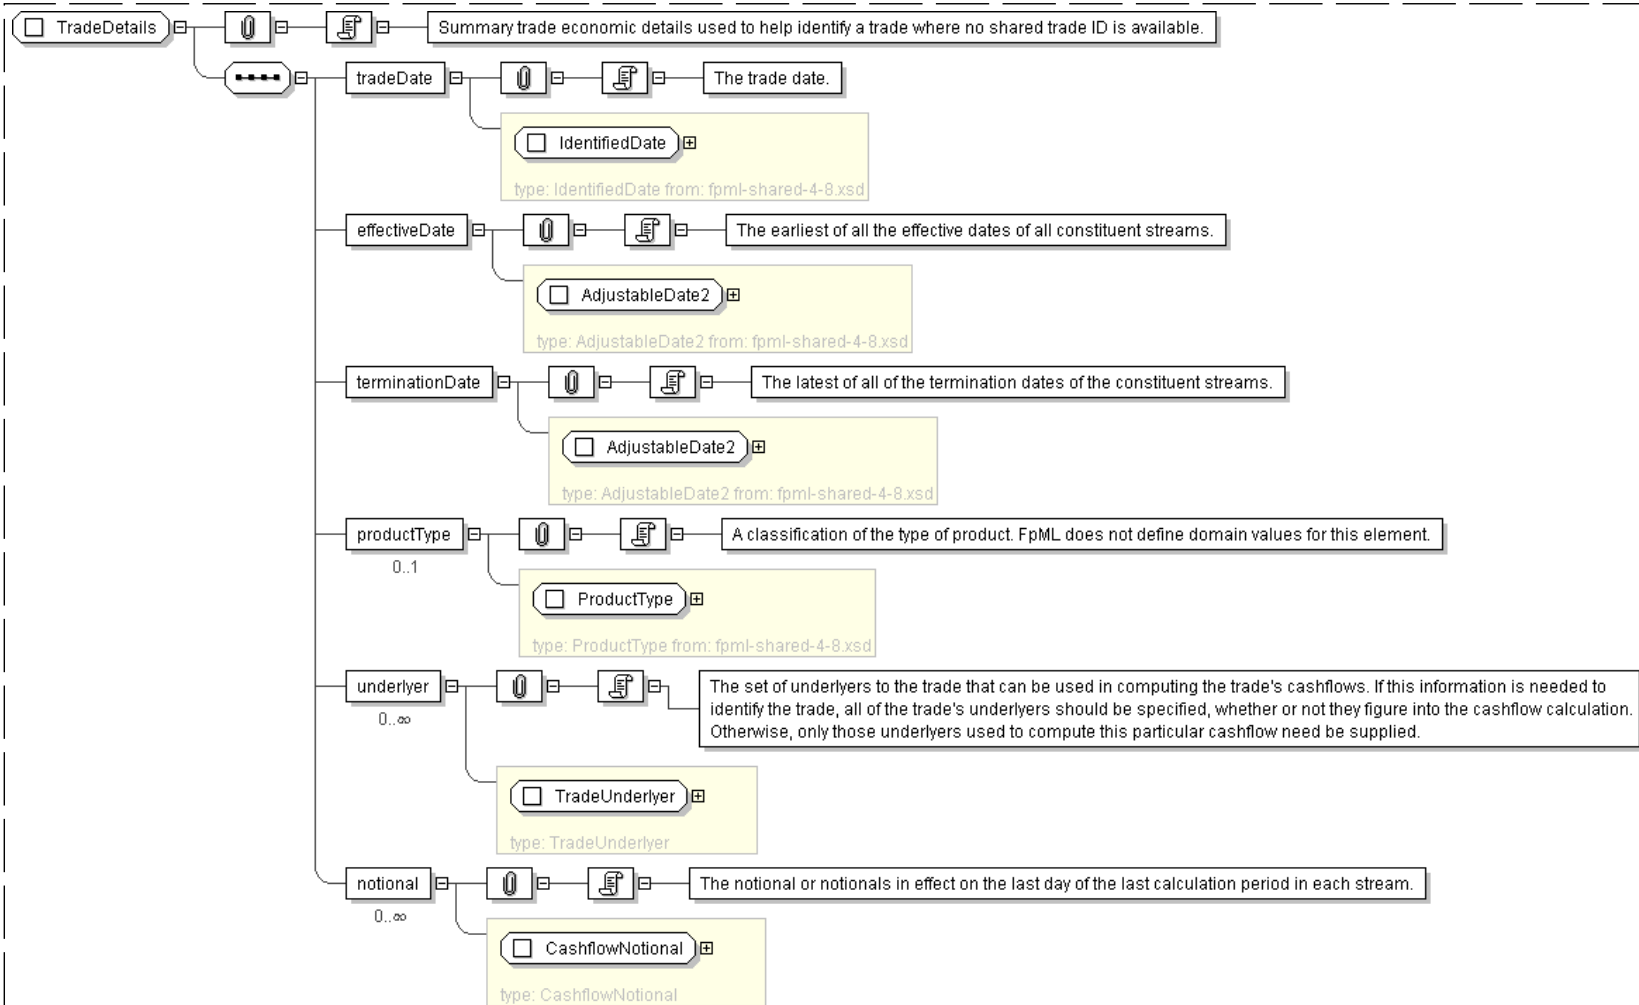 TradeDetails
Summary trade economic details used to help identify a trade where no shared trade ID is available.
tradeDate
The trade date.
IdentifiedDate
type: IdentifiedDate from: fpml-shared-4-8.xsd
effectiveDate
The earliest of all the effective dates of all constituent streams.
AdjustableDate2
type: AdjustableDate2 from: fpml-shared-4-8.xsd
terminationDate
The latest of all of the termination dates of the constituent streams.
AdjustableDate2
type: AdjustableDate2 from: fpml-shared-4-8.xsd
productType
A classification of the type of product. FpML does not define domain values for this element.
0..1
ProductType
type: ProductType from: fpml-shared-4-8.xsd
underlyer
The set of underlyers to the trade that can be used in computing the trade's cashflows. If this information is needed to
identify the trade, all of the trade's underlyers should be specified, whether or not they figure into the cashflow calculation.
Otherwise, only those underlyers used to compute this particular cashflow need be supplied.
0..∞
TradeUnderlyer
type: TradeUnderlyer
notional
The notional or notionals in effect on the last day of the last calculation period in each stream.
0..∞
CashflowNotional
type: CashflowNotional